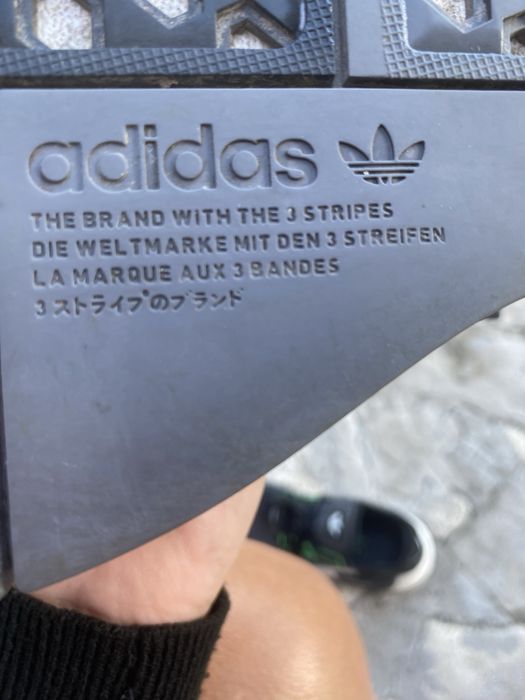 adidas
THE BRAND WITH THE 3 STRIPES
DIE WELTMARKE MIT DEN 3 STREIFEN
LA MARQUE AUX 3 BANDES
3 ストライプのブランド